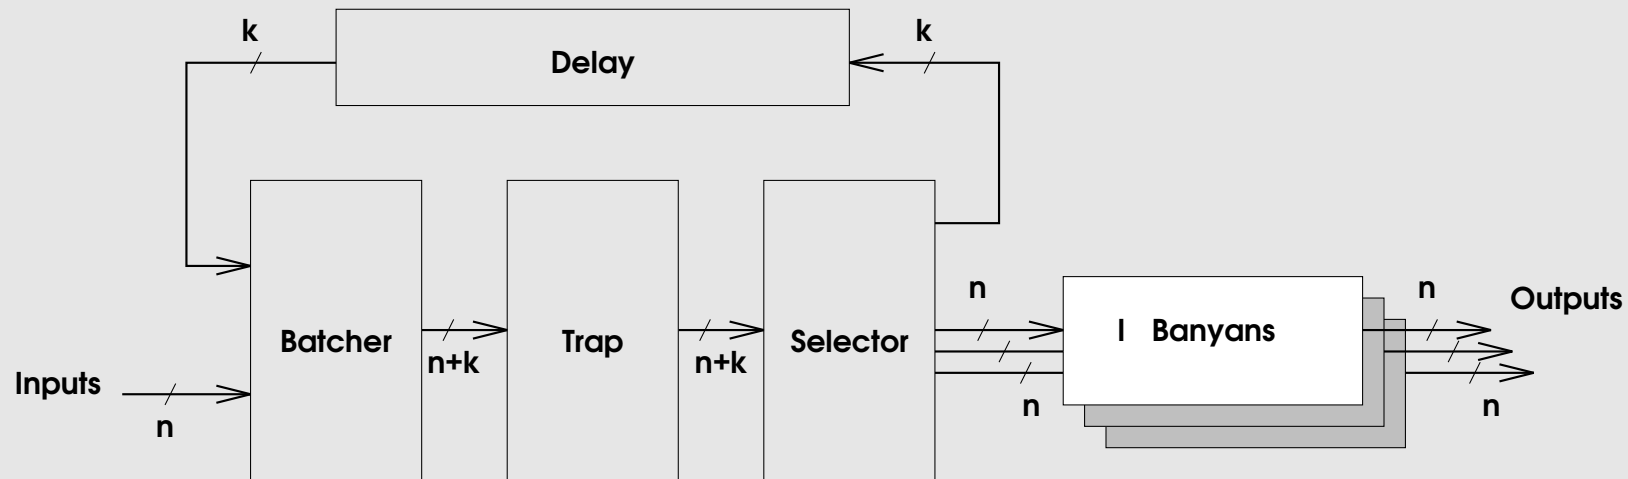 k
Delay
k
Inputs
n
Batcher
n+k
Trap
n+k
Selector
n
n
l Banyans
n
n
Outputs